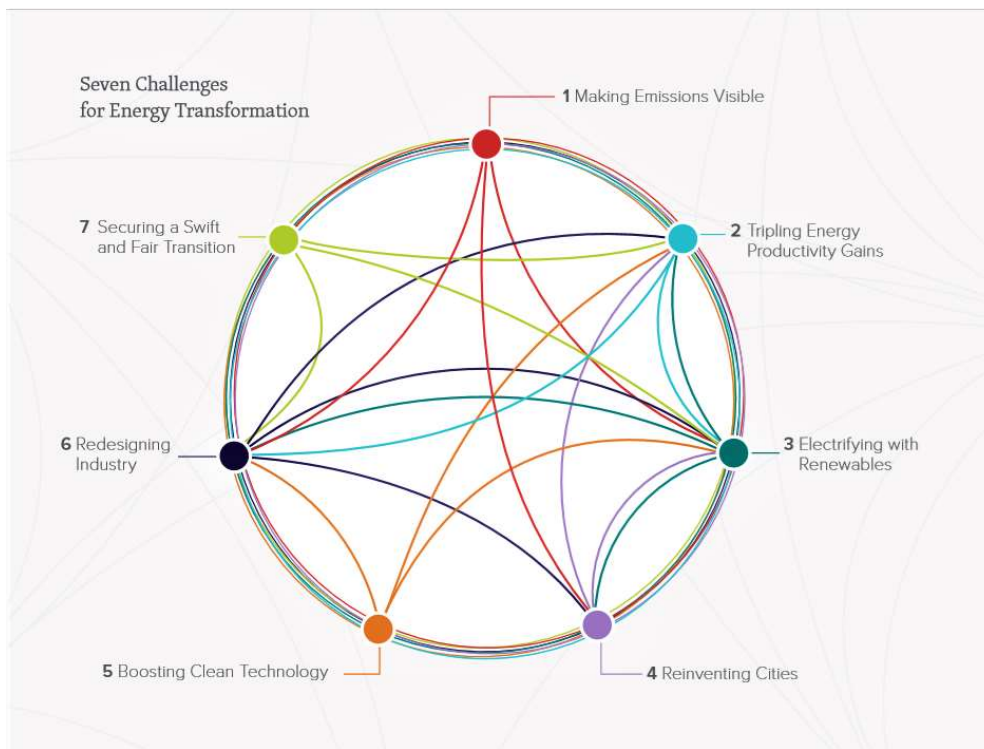 Seven Challenges
for Energy Transformation
1 Making Emissions Visible
2 Tripling Energy
Productivity Gains
3 Electrifying with
Renewables
4 Reinventing Cities
5 Boosting Clean Technology
6 Redesigning
Industry
7 Securing a Swift
and Fair Transition